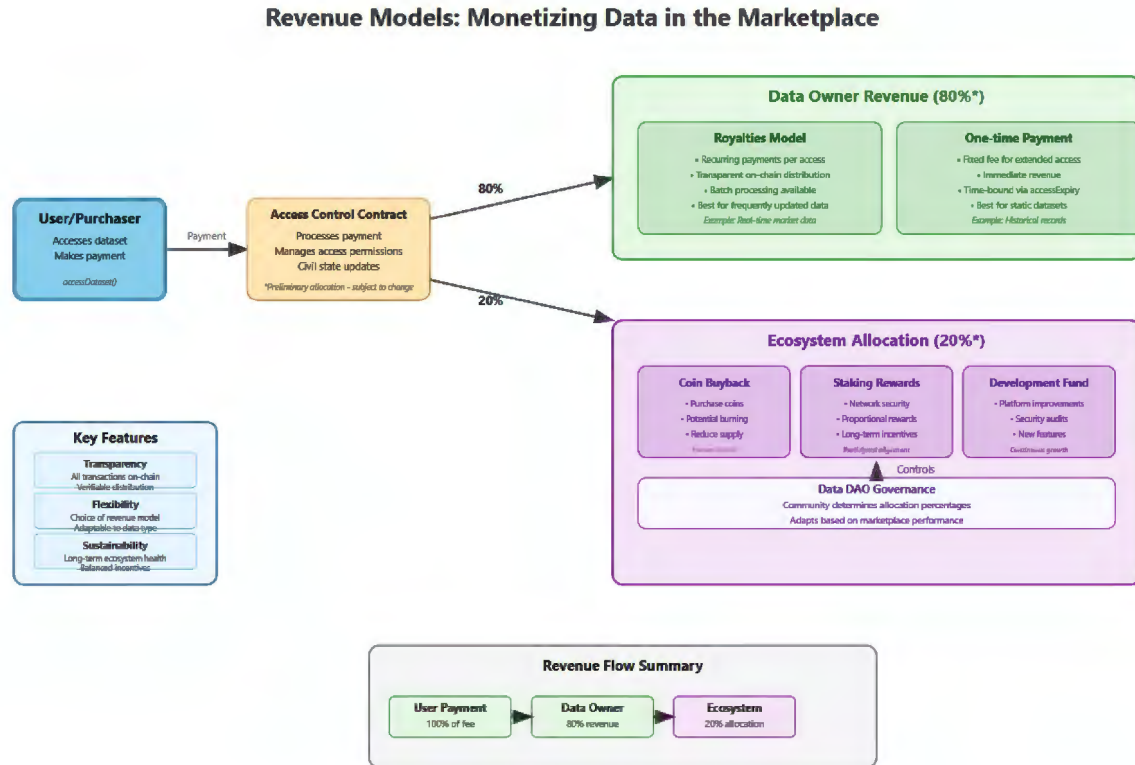 Revenue Models: Monetizing Data in the Marketplace
Data Owner Revenue (80%*)
Royalties Model
• Recurring payments per access
• Transparent on-chain distribution
• Batch processing available
• Best for frequently updated data
Example: Real-time market data
One-time Payment
• Fixed fee for extended access
• Immediate revenue
• Time-bound via accessExpiry
• Best for static datasets
Example: Historical records
80%
User/Purchaser
Accesses dataset
Makes payment
accessDataset()
Payment
Access Control Contract
Processes payment
Manages access permissions
Civil state updates
*Preliminary allocation - subject to change
20%
Ecosystem Allocation (20%*)
Coin Buyback
• Purchase coins
• Potential burning
• Reduce supply
Staking Rewards
• Network security
• Proportional rewards
• Long-term incentives
alignment
Development Fund
• Platform improvements
• Security audits
• New features
Continuous growth
Controls
Data DAO Governance
Community determines allocation percentages
Adapts based on marketplace performance
Key Features
Transparency
All transactions on-chain
Verifiable distribution
Flexibility
Choice of revenue model
Adaptable to data type
Sustainability
Long-term ecosystem health
Balanced incentives
Revenue Flow Summary
User Payment
100% of fee
Data Owner
80% revenue
Ecosystem
20% allocation